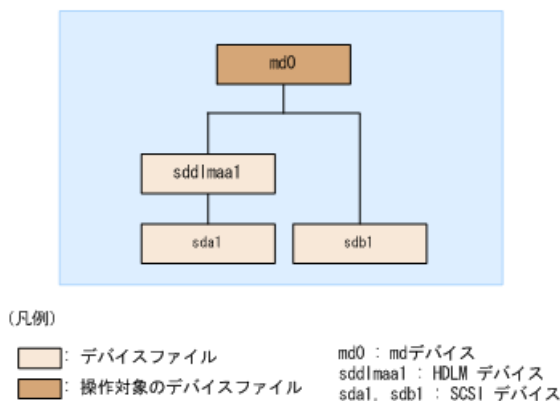 md0
sddlmaa1
sda1
sdb1
(凡例)
: デバイスファイル
: 操作対象のデバイスファイル
md0 : mdデバイス
sddlmaa1 : HDLM デバイス
sda1, sdb1 : SCSI デバイス